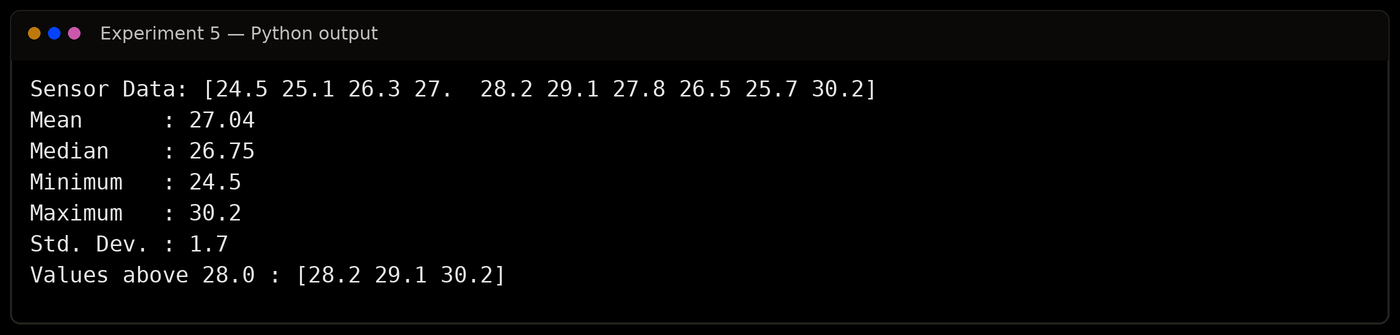 Experiment 5 — Python output
Sensor Data: [24.5 25.1 26.3 27.  28.2 29.1 27.8 26.5 25.7 30.2]
Mean      : 27.04
Median    : 26.75
Minimum   : 24.5
Maximum   : 30.2
Std. Dev. : 1.7
Values above 28.0 : [28.2 29.1 30.2]